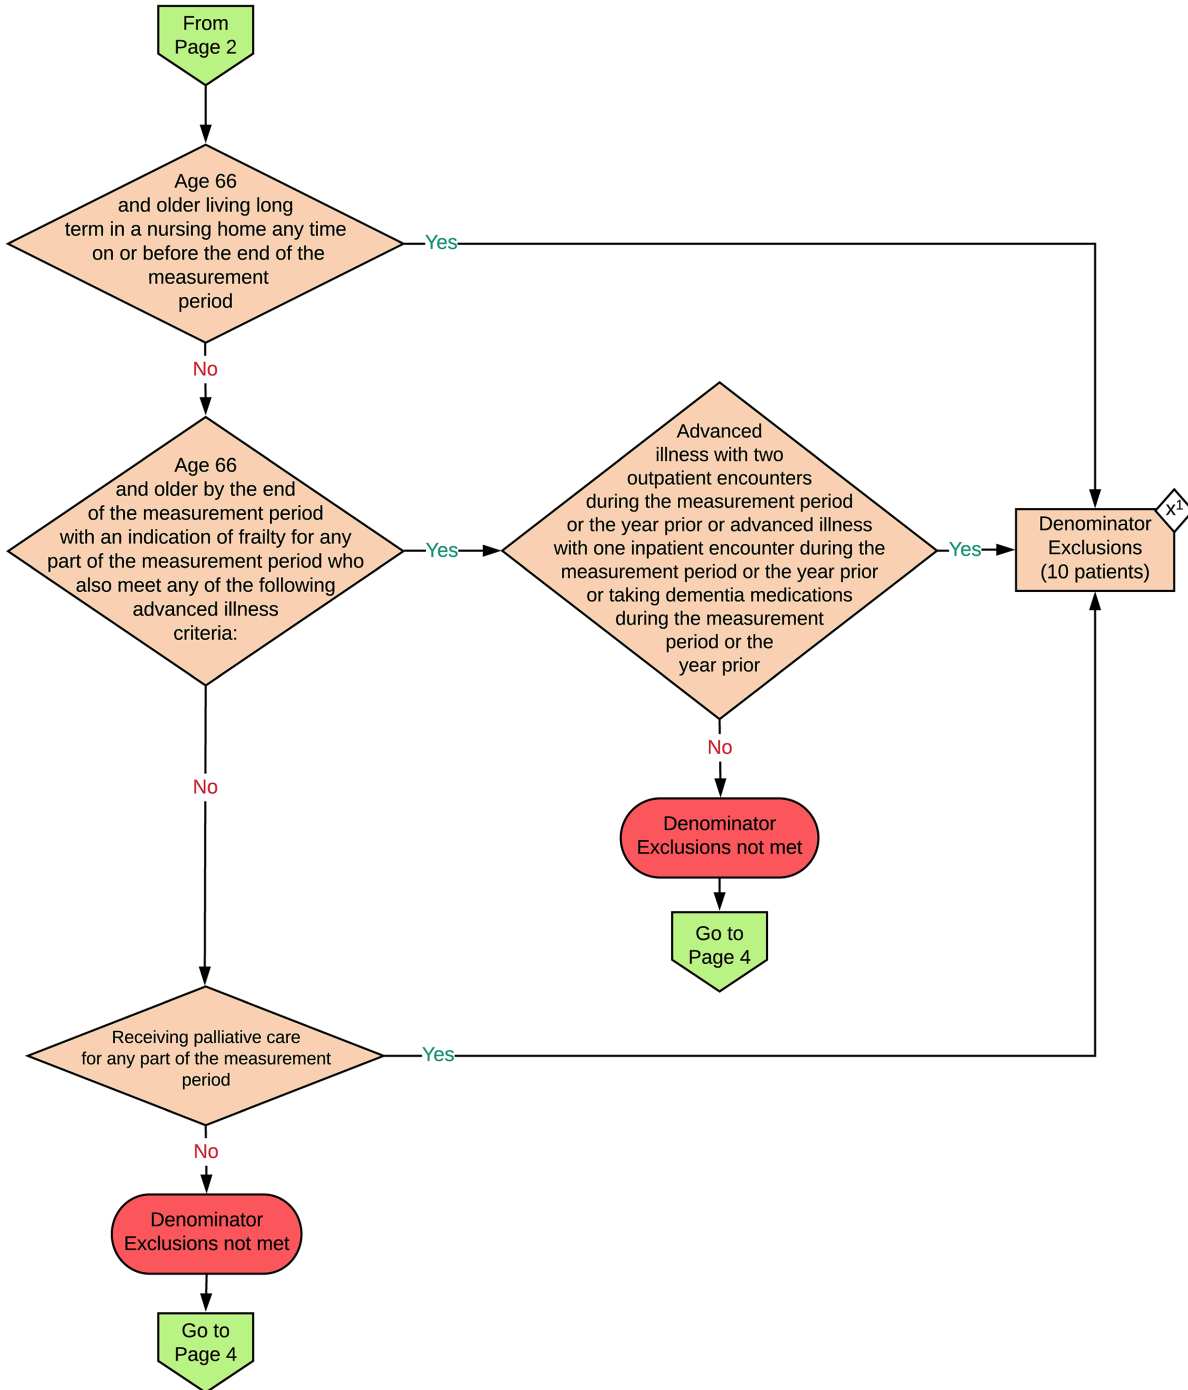 From
Page 2
Age 66
and older living long
term in a nursing home any time
on or before the end of the
measurement
period
Yes
No
Age 66
and older by the end
of the measurement period
with an indication of frailty for any
part of the measurement period who
also meet any of the following
advanced illness
criteria:
Yes
Advanced
illness with two
outpatient encounters
during the measurement period
or the year prior or advanced illness
with one inpatient encounter during the
measurement period or the year prior
or taking dementia medications
during the measurement
period or the
year prior
Yes
x¹
Denominator
Exclusions
(10 patients)
No
Denominator
Exclusions not met
Go to
Page 4
No
Receiving palliative care
for any part of the measurement
period
Yes
No
Denominator
Exclusions not met
Go to
Page 4